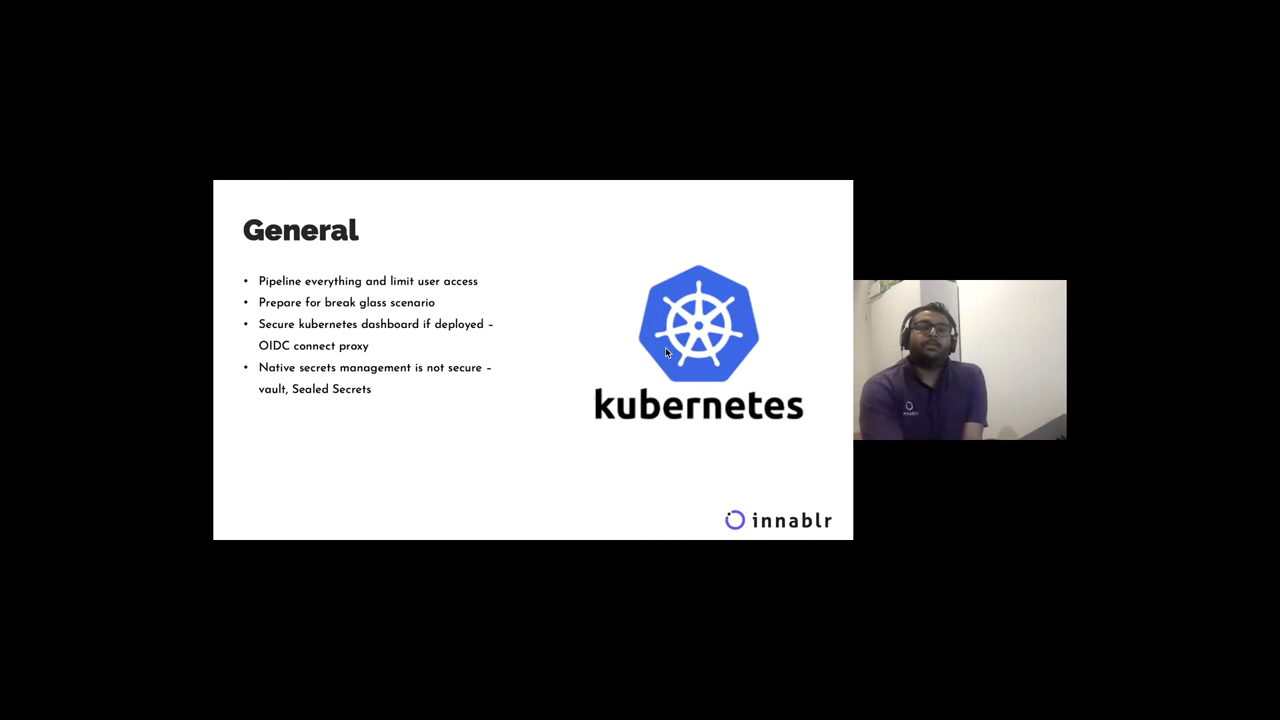 General
• Pipeline everything and limit user access
• Prepare for break glass scenario
• Secure kubernetes dashboard if deployed –
OIDC connect proxy
• Native secrets management is not secure –
vault, Sealed Secrets
kubernetes
innablr
innablr